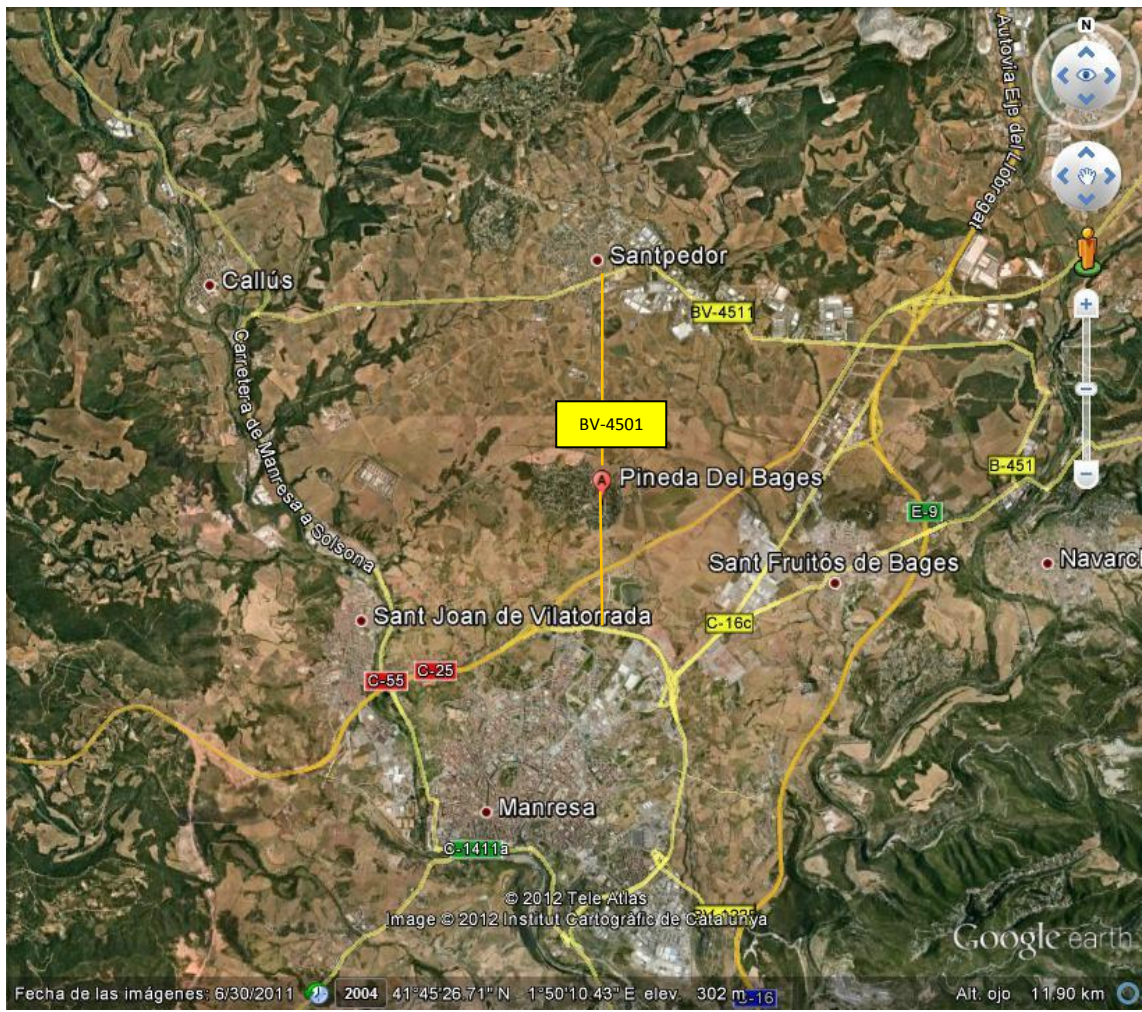 N
Autovia Eje del Llobregat
Santpedor
Callús
BV-4511
Carretera de Manresa a Solsona
BV-4501
A
Pineda Del Bages
B-451
E-9
Sant Fruitós de Bages
Sant Joan de Vilatorrada
C-16c
C-25
C-55
Manresa
C-1411a
© 2012 Tele Atlas
Image © 2012 Institut Cartogràfic de Catalunya
Google earth
Fecha de las imágenes: 6/30/2011 2004 41°45'26.71" N 1°50'10.43" E elev. 302 m Alt. ojo 11.90 km
C-16